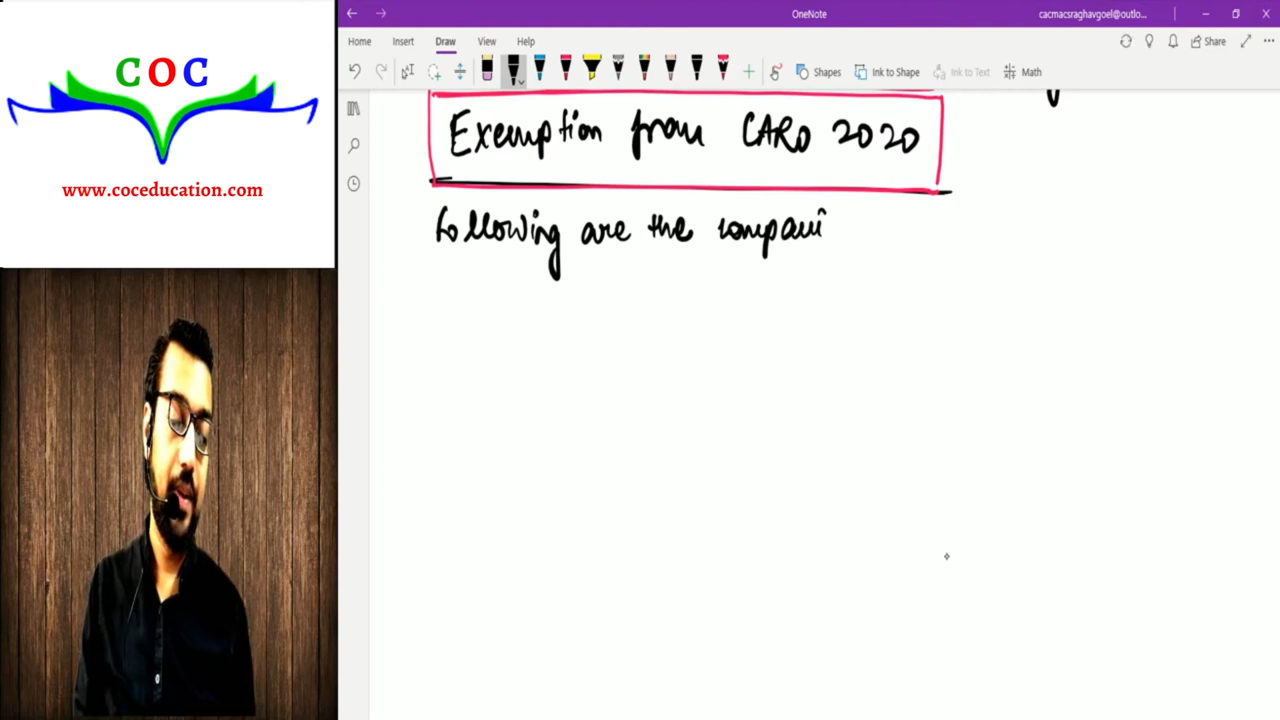 COC
www.coceducation.com
OneNote
cacmacsraghavgoel@outlo...
Home Insert Draw View Help
Share
Shapes Ink to Shape Ink to Text Math
Exemption from CARO 2020
Following are the compani